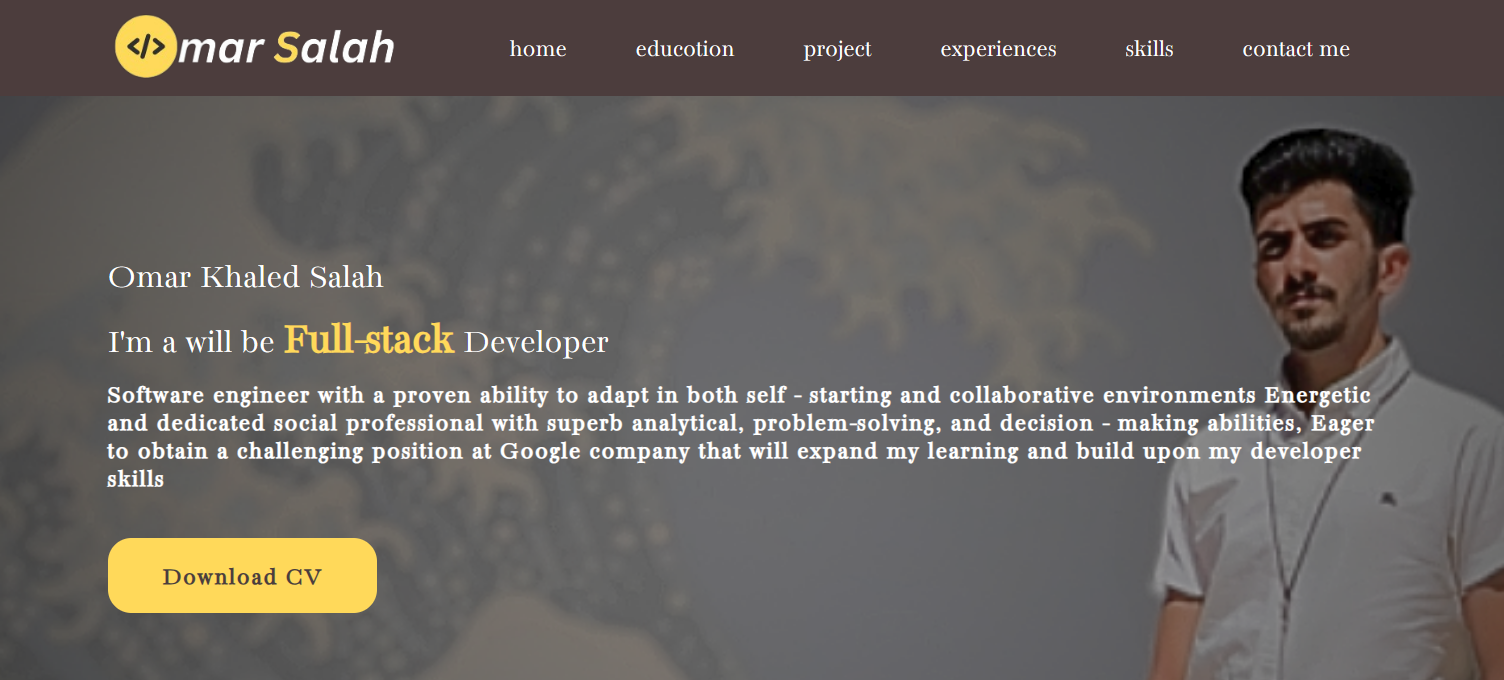 </>mar Salah
home educotion project experiences skills contact me
Omar Khaled Salah
I'm a will be Full-stack Developer
Software engineer with a proven ability to adapt in both self - starting and collaborative environments Energetic
and dedicated social professional with superb analytical, problem-solving, and decision - making abilities, Eager
to obtain a challenging position at Google company that will expand my learning and build upon my developer
skills
Download CV